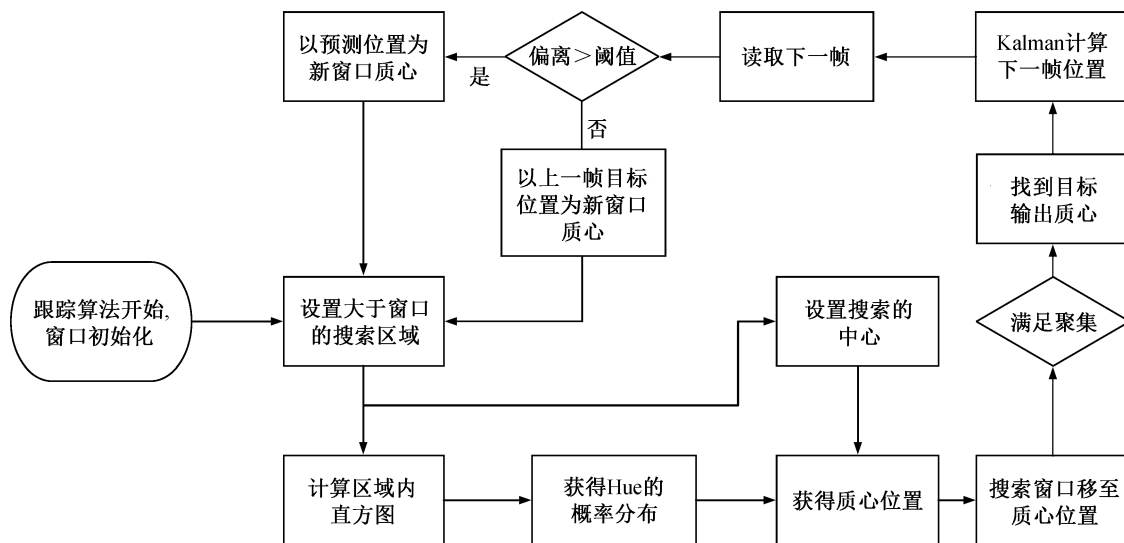 以预测位置为
新窗口质心
是
偏离＞阈值
否
读取下一帧
Kalman计算
下一帧位置
以上一帧目标
位置为新窗口
质心
找到目标
输出质心
跟踪算法开始,
窗口初始化
设置大于窗口
的搜索区域
设置搜索的
中心
满足聚集
计算区域内
直方图
获得Hue的
概率分布
获得质心位置
搜索窗口移至
质心位置